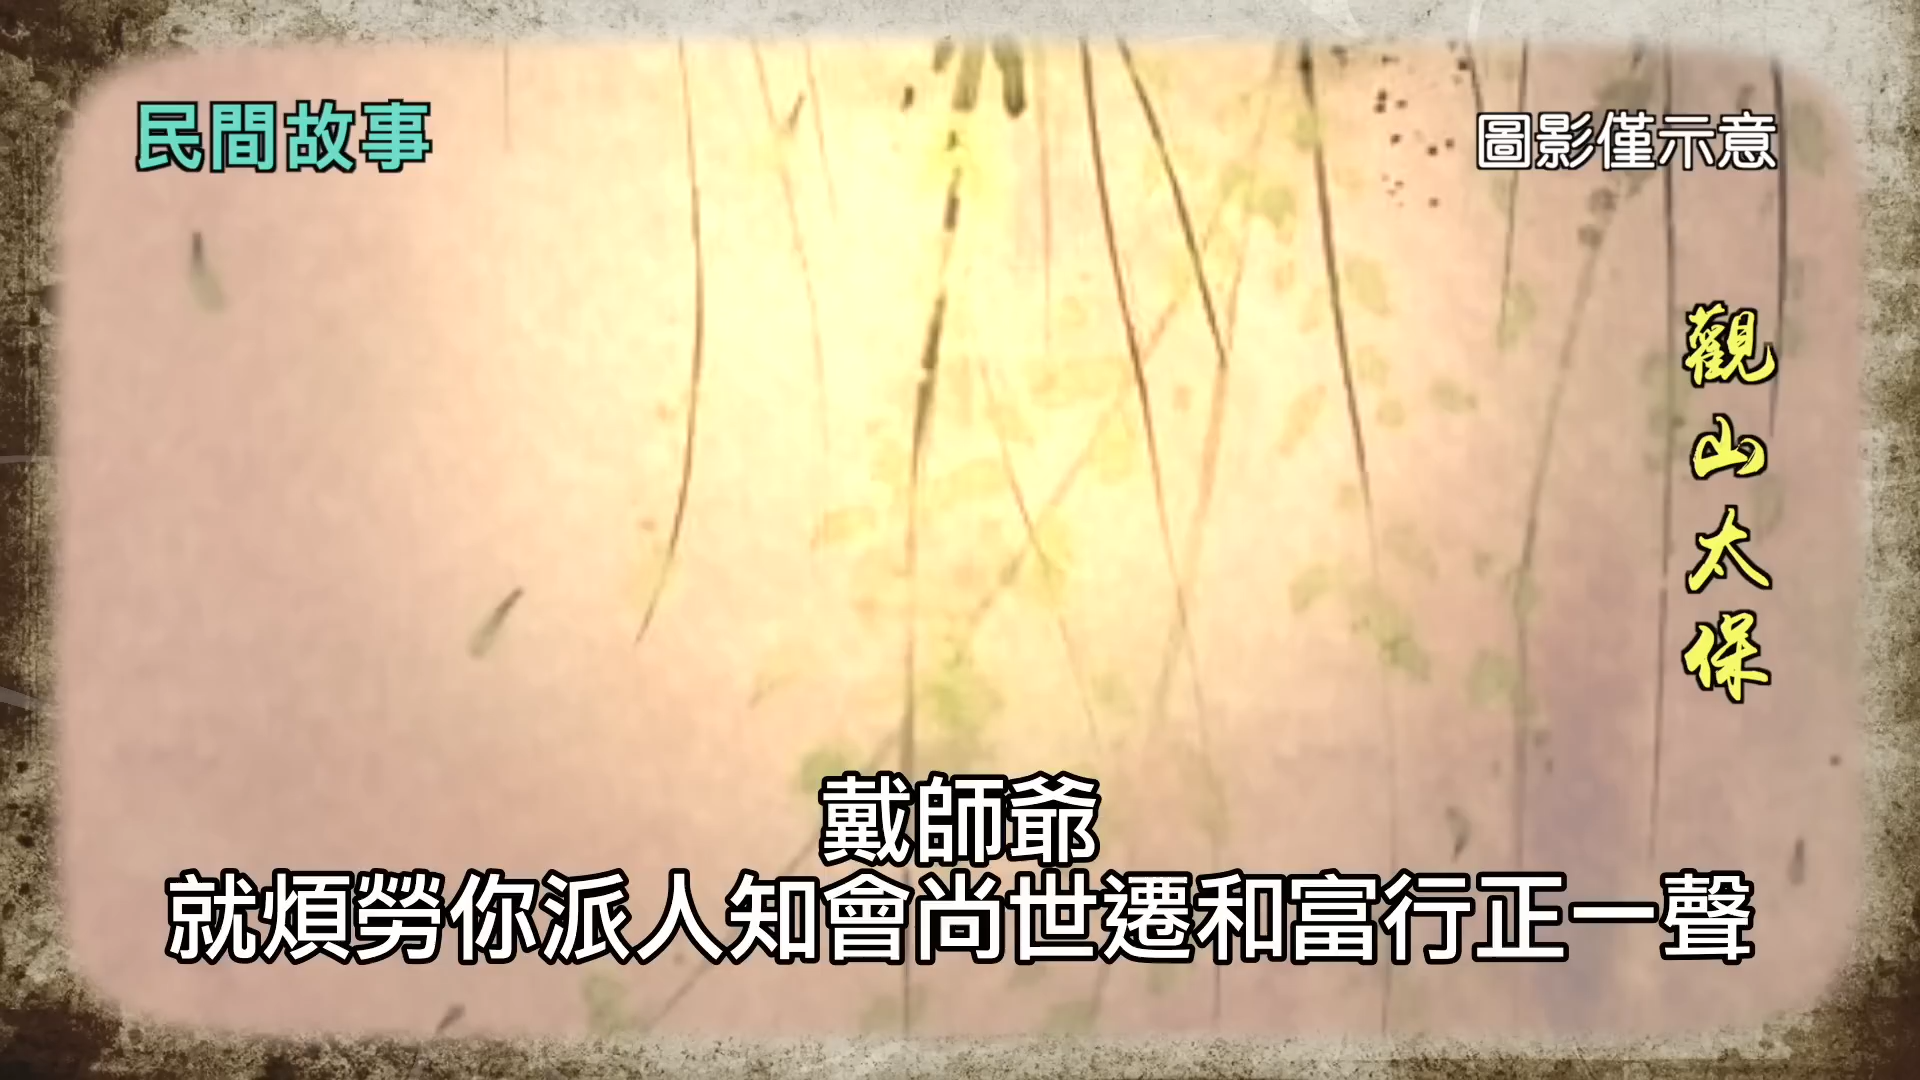 民間故事
圖影僅示意
觀山太保
戴師爺
就煩勞你派人知會尚世遷和富行正一聲